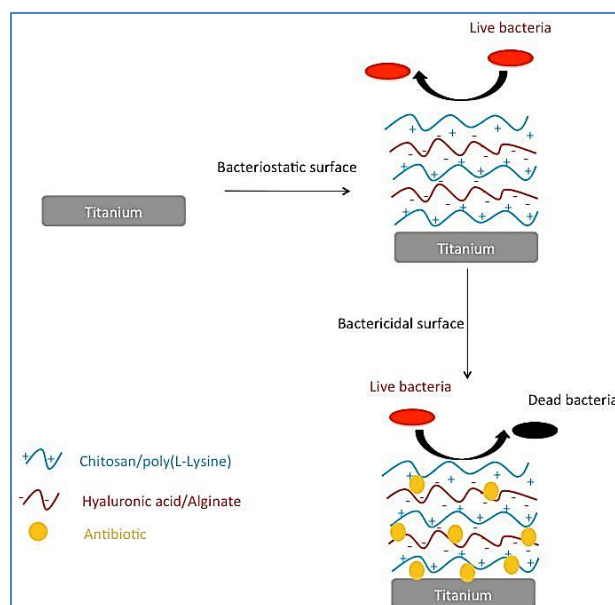 Live bacteria
Bacteriostatic surface
Titanium
Titanium
Bactericidal surface
Live bacteria
Dead bacteria
Chitosan/poly(L-Lysine)
Hyaluronic acid/Alginate
Antibiotic
Titanium